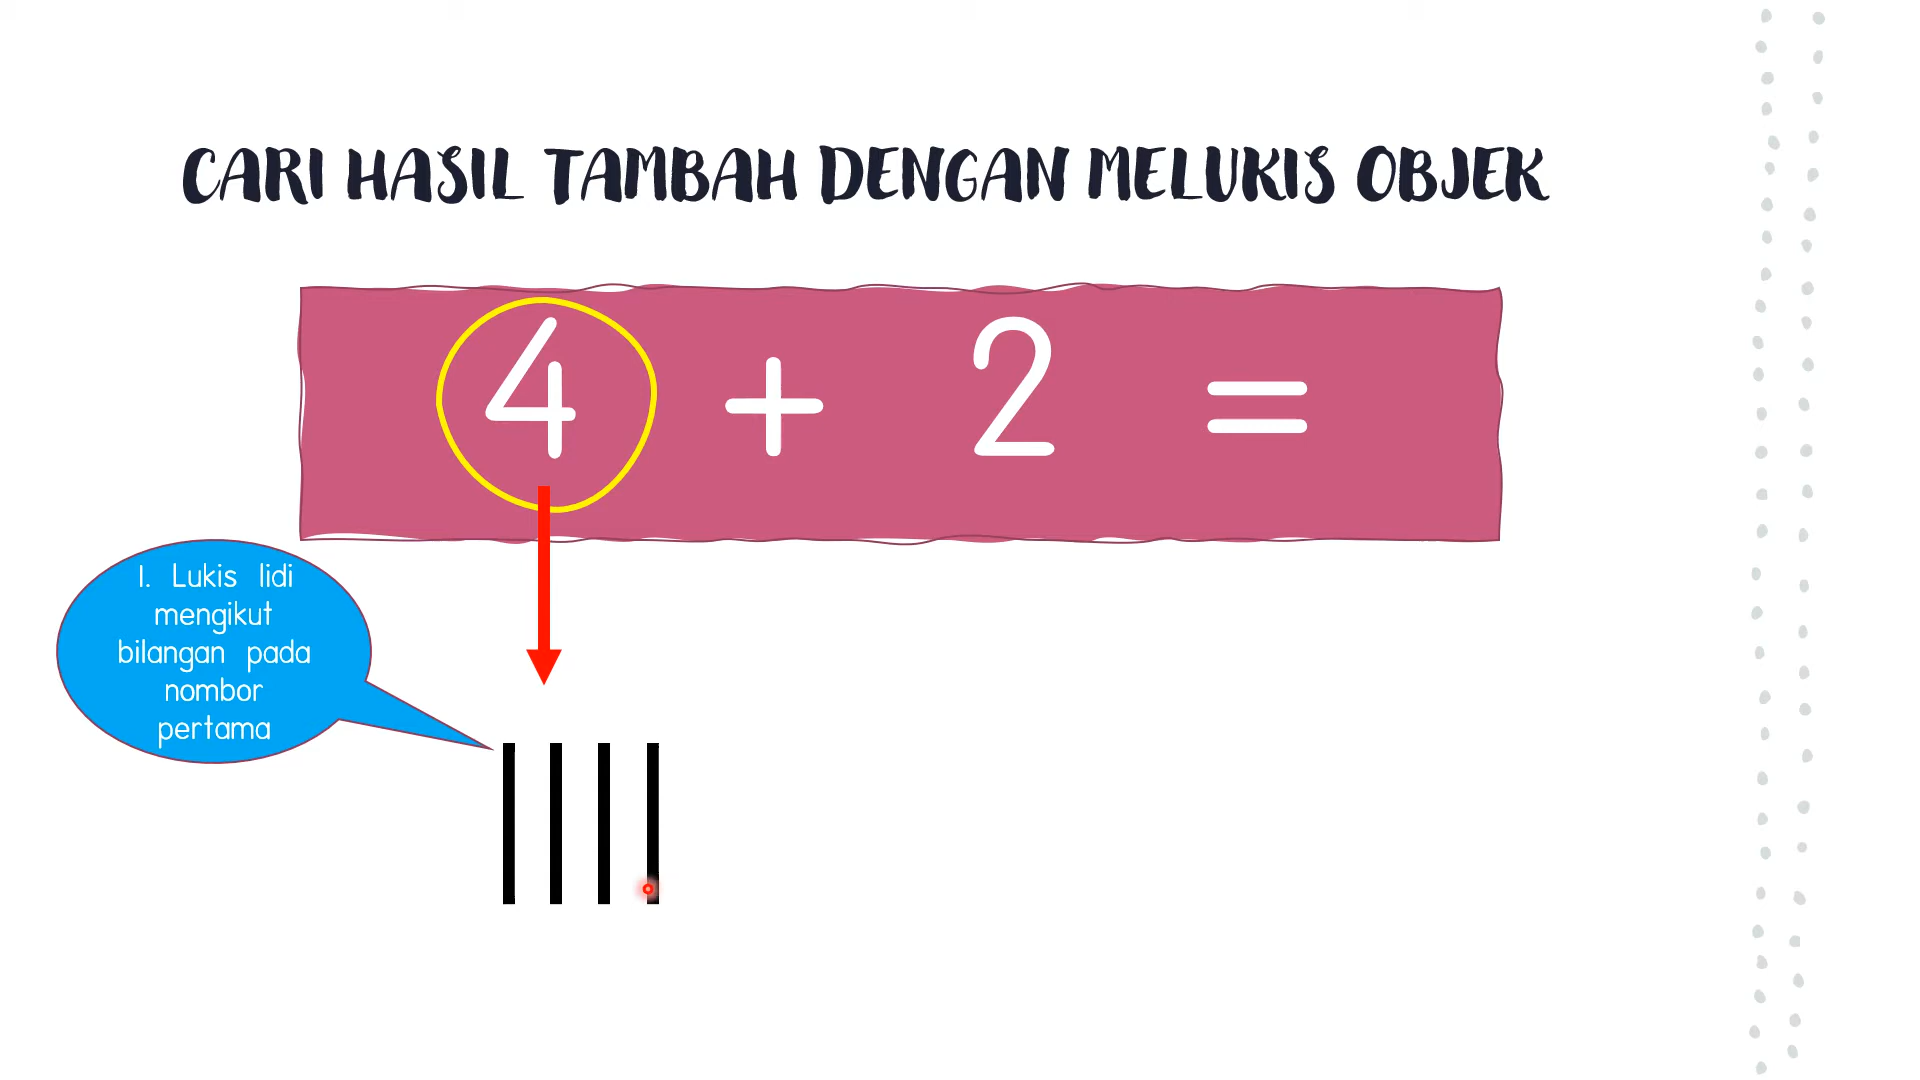 CARI HASIL TAMBAH DENGAN MELUKIS OBJEK
4 + 2 =
1. Lukis lidi
mengikut
bilangan pada
nombor
pertama